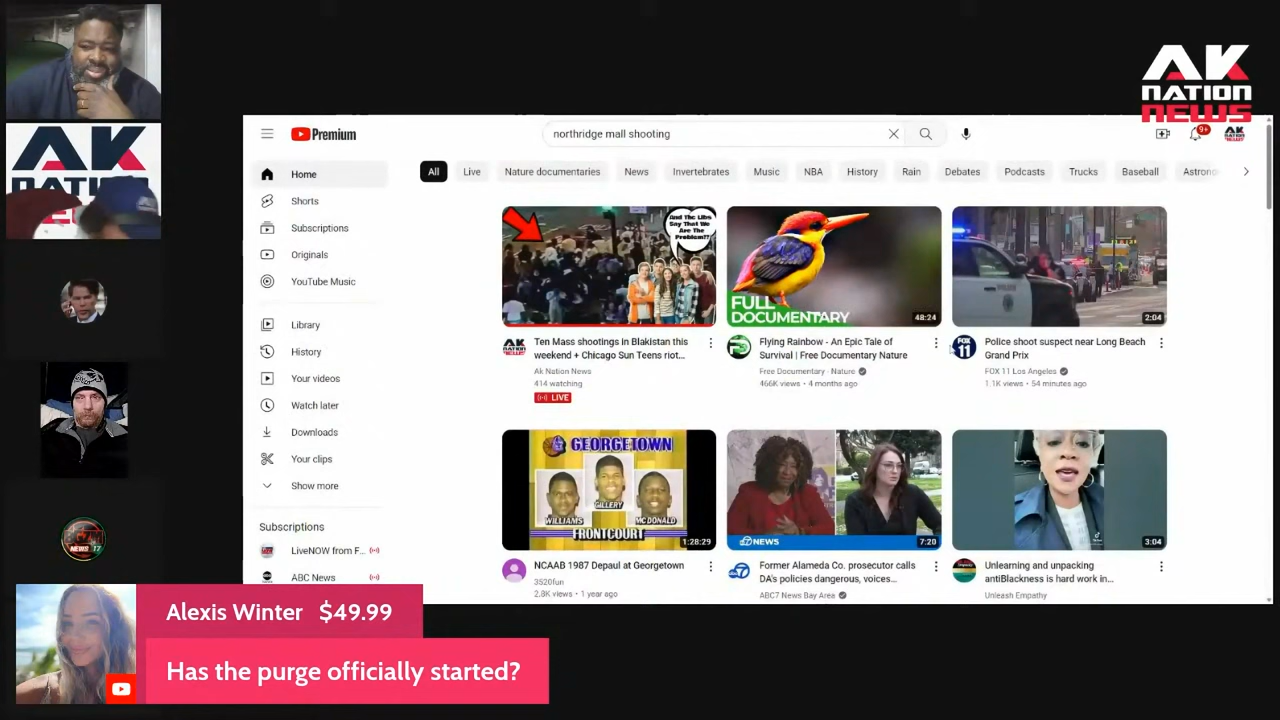 AK
NATION
NEWS
AK
NATION
Premium
northridge mall shooting
9+
Home
Shorts
Subscriptions
Originals
YouTube Music
Library
History
Your videos
Watch later
Downloads
Your clips
Show more
Subscriptions
LiveNOW from F...
ABC News
All
Live
Nature documentaries
News
Invertebrates
Music
NBA
History
Rain
Debates
Podcasts
Trucks
Baseball
Astrono
And The Libs
Say That We
Are The
Problem??
Ten Mass shootings in Blakistan this
weekend + Chicago Sun Teens riot...
Ak Nation News
414 watching
LIVE
FULL
DOCUMENTARY
48:24
Flying Rainbow - An Epic Tale of
Survival | Free Documentary Nature
Free Documentary - Nature
466K views • 4 months ago
2:04
FOX 11
Police shoot suspect near Long Beach
Grand Prix
FOX 11 Los Angeles
1.1K views • 54 minutes ago
GEORGETOWN
WILLIAMS
GILLERY
MC DONALD
FRONTCOURT
1:28:29
NCAAB 1987 Depaul at Georgetown
3520fun
2.8K views • 1 year ago
7 NEWS
7:20
Former Alameda Co. prosecutor calls
DA's policies dangerous, voices...
ABC7 News Bay Area
3:04
Unlearning and unpacking
antiBlackness is hard work in...
Unleash Empathy
Alexis Winter $49.99
Has the purge officially started?